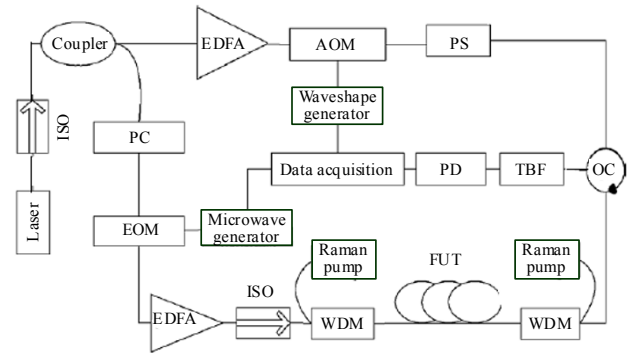 Coupler
EDFA
AOM
PS
ISO
Waveshape
generator
PC
Data acquisition
PD
TBF
OC
Laser
EOM
Microwave
generator
Raman
pump
FUT
Raman
pump
ISO
EDFA
WDM
WDM